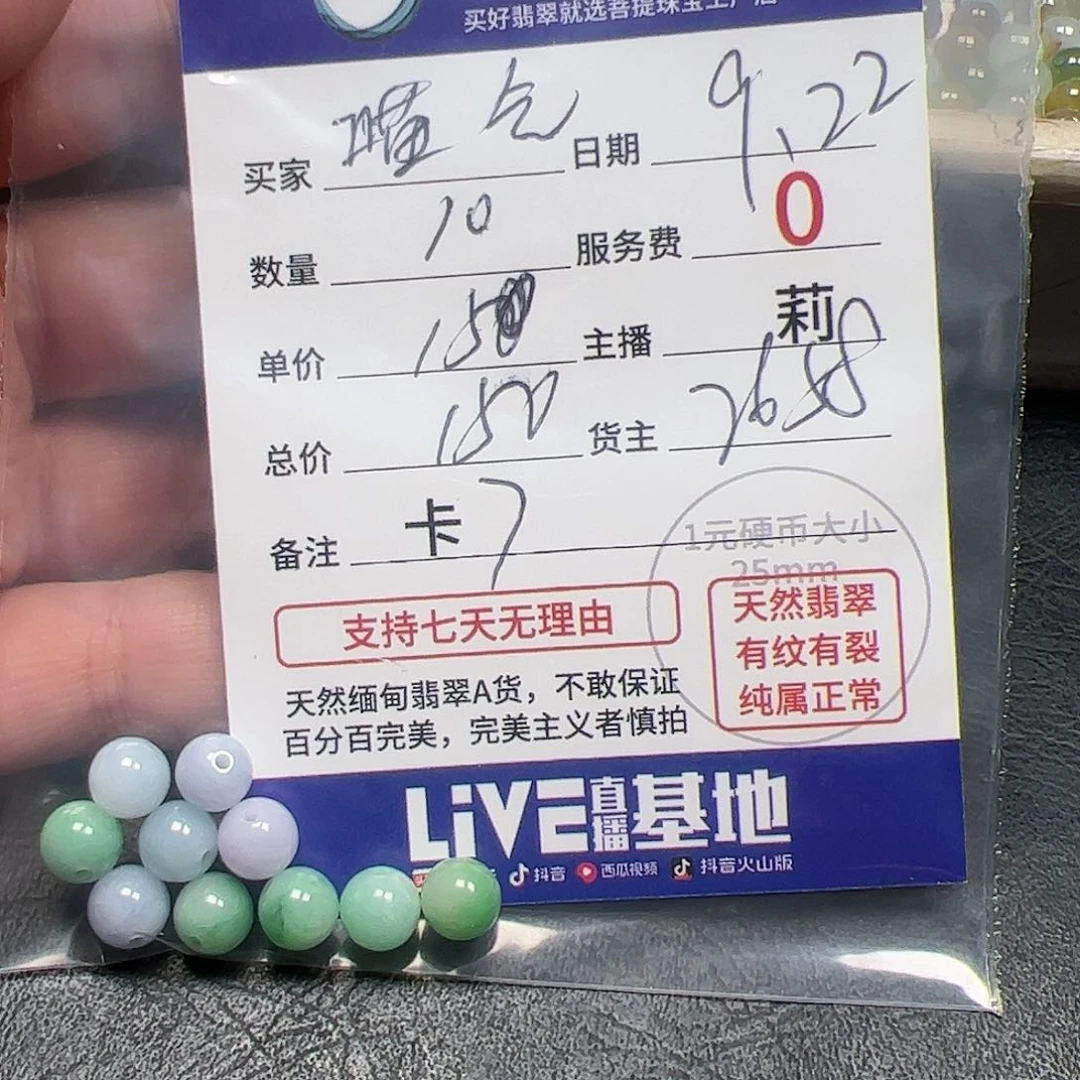 买好翡翠就选菩提珠宝工厂店
买家 喵 日期 9.22
数量 10 服务费 0
单价 15 主播 莉
总价 150 货主 7658
备注 卡 7
1元硬币大小
25mm
支持七天无理由
天然翡翠
有纹有裂
纯属正常
天然缅甸翡翠A货，不敢保证
百分百完美，完美主义者慎拍
LiVE直播基地
抖音 西瓜视频 抖音火山版